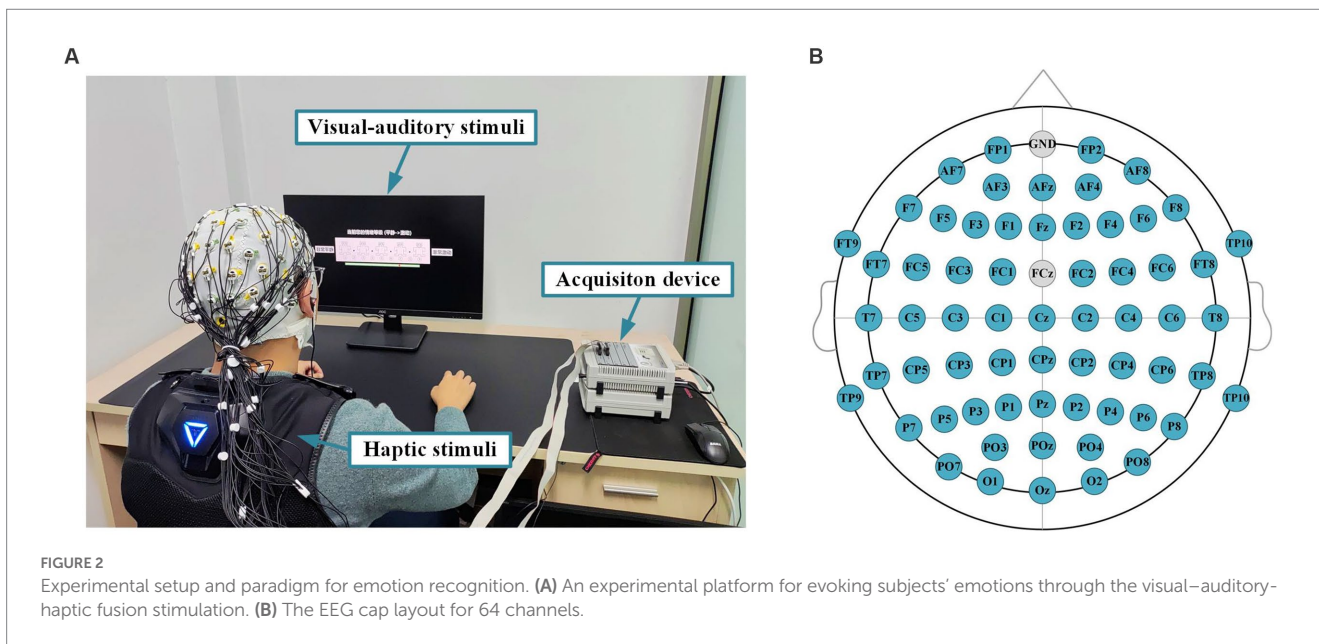 A
B
Visual-auditory stimuli
(平静->激动)
Acquisiton device
Haptic stimuli
FP1 GND FP2
AF7 AF3 AFz AF4 AF8
F7 F5 F3 F1 Fz F2 F4 F6 F8
FT9 FT7 FC5 FC3 FC1 FCz FC2 FC4 FC6 FT8 TP10
T7 C5 C3 C1 Cz C2 C4 C6 T8
TP9 TP7 CP5 CP3 CP1 CPz CP2 CP4 CP6 TP8 TP10
P7 P5 P3 P1 Pz P2 P4 P6 P8
PO7 PO3 POz PO4 PO8
O1 Oz O2
FIGURE 2
Experimental setup and paradigm for emotion recognition. (A) An experimental platform for evoking subjects' emotions through the visual–auditory-
haptic fusion stimulation. (B) The EEG cap layout for 64 channels.